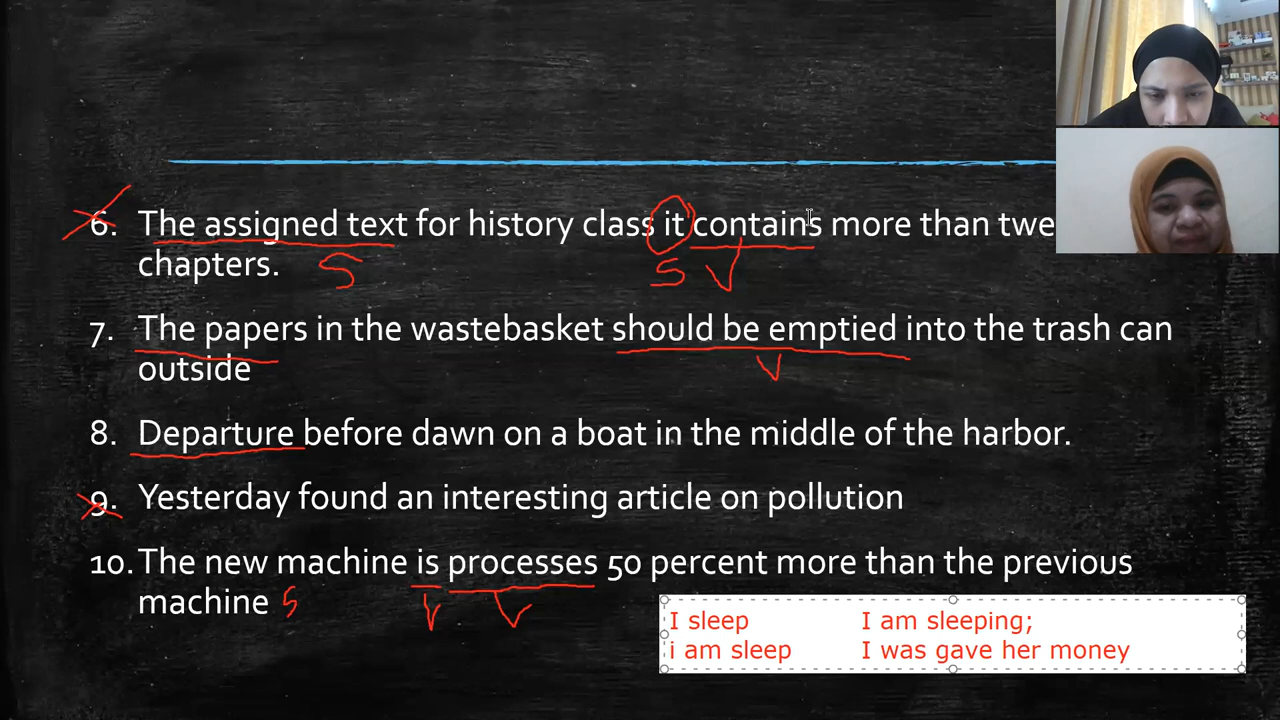 6. The assigned text for history class it contains more than
chapters.
S S V
7. The papers in the wastebasket should be emptied into the trash can
outside
V
8. Departure before dawn on a boat in the middle of the harbor.
9. Yesterday found an interesting article on pollution
10. The new machine is processes 50 percent more than the previous
machine S
V V
I sleep I am sleeping;
i am sleep I was gave her money